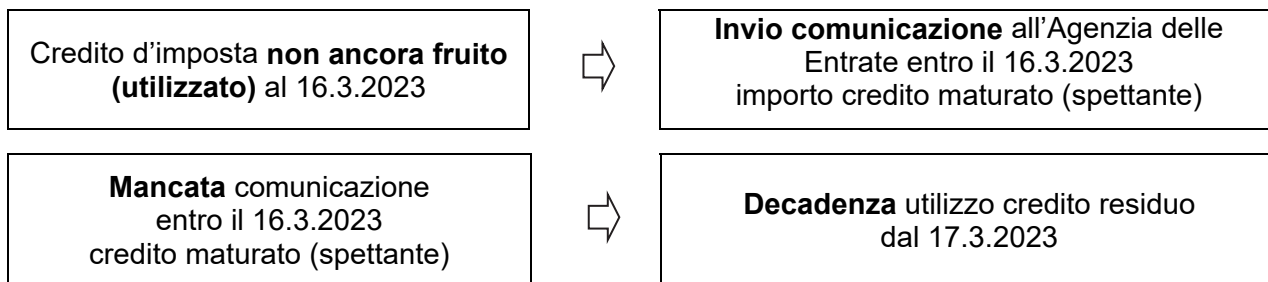 Credito d’imposta non ancora fruito
(utilizzato) al 16.3.2023
Invio comunicazione all’Agenzia delle
Entrate entro il 16.3.2023
importo credito maturato (spettante)
Mancata comunicazione
entro il 16.3.2023
credito maturato (spettante)
Decadenza utilizzo credito residuo
dal 17.3.2023